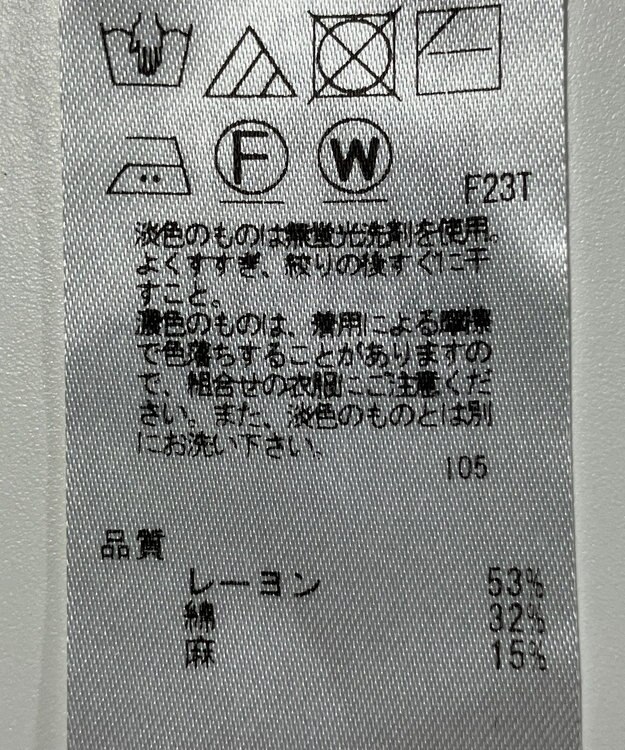 F W
F23T
淡色のものは無蛍光洗剤を使用。
よくすすぎ、絞りの後すぐに干
すこと。
濃色のものは、着用による摩擦
で色落ちすることがありますの
で、組合せの衣服にご注意くだ
さい。また、淡色のものとは別
にお洗い下さい。
105
品質
レーヨン 53%
綿 32%
麻 15%